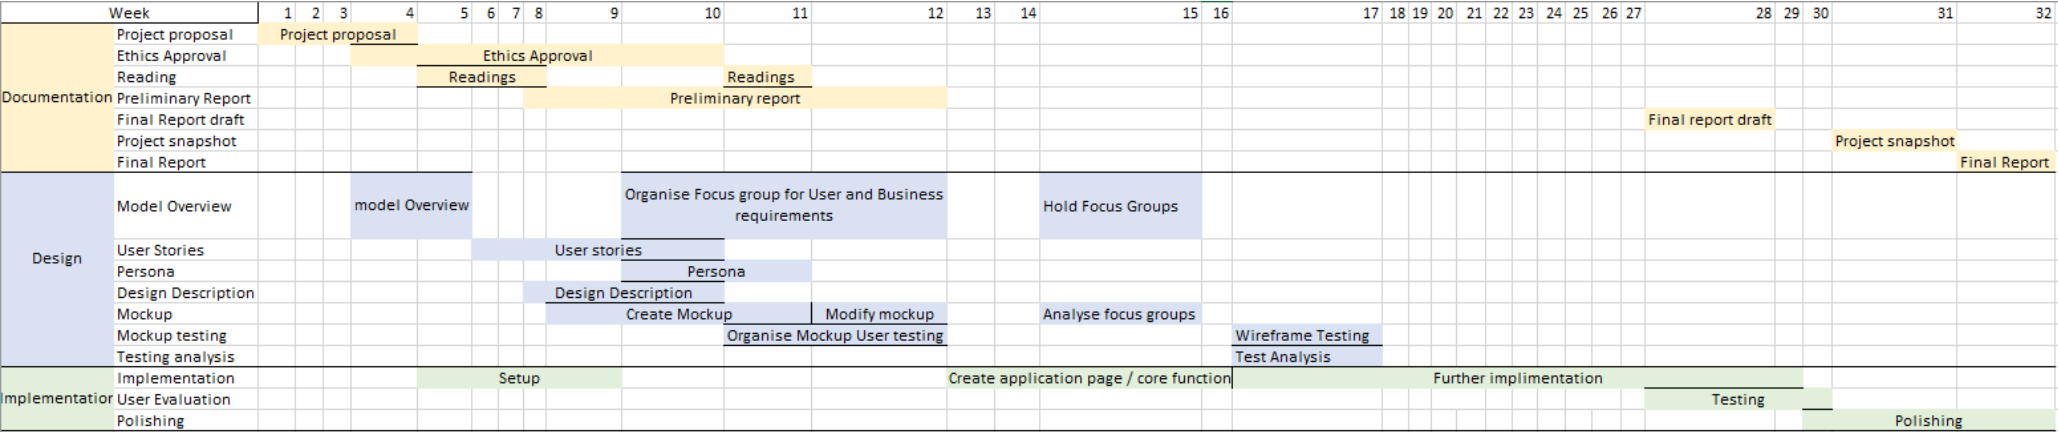 Week 1 2 3 4 5 6 7 8 9 10 11 12 13 14 15 16 17 18 19 20 21 22 23 24 25 26 27 28 29 30 31 32
Documentation
Project proposal Project proposal
Ethics Approval Ethics Approval
Reading Readings Readings
Preliminary Report Preliminary report
Final Report draft Final report draft
Project snapshot Project snapshot
Final Report Final Report
Design
Model Overview model Overview Organise Focus group for User and Business
requirements Hold Focus Groups
User Stories User stories
Persona Persona
Design Description Design Description
Mockup Create Mockup Modify mockup Analyse focus groups
Mockup testing Organise Mockup User testing Wireframe Testing
Testing analysis Test Analysis
Implementation
Implementation Setup Create application page / core function Further implimentation
User Evaluation Testing
Polishing Polishing